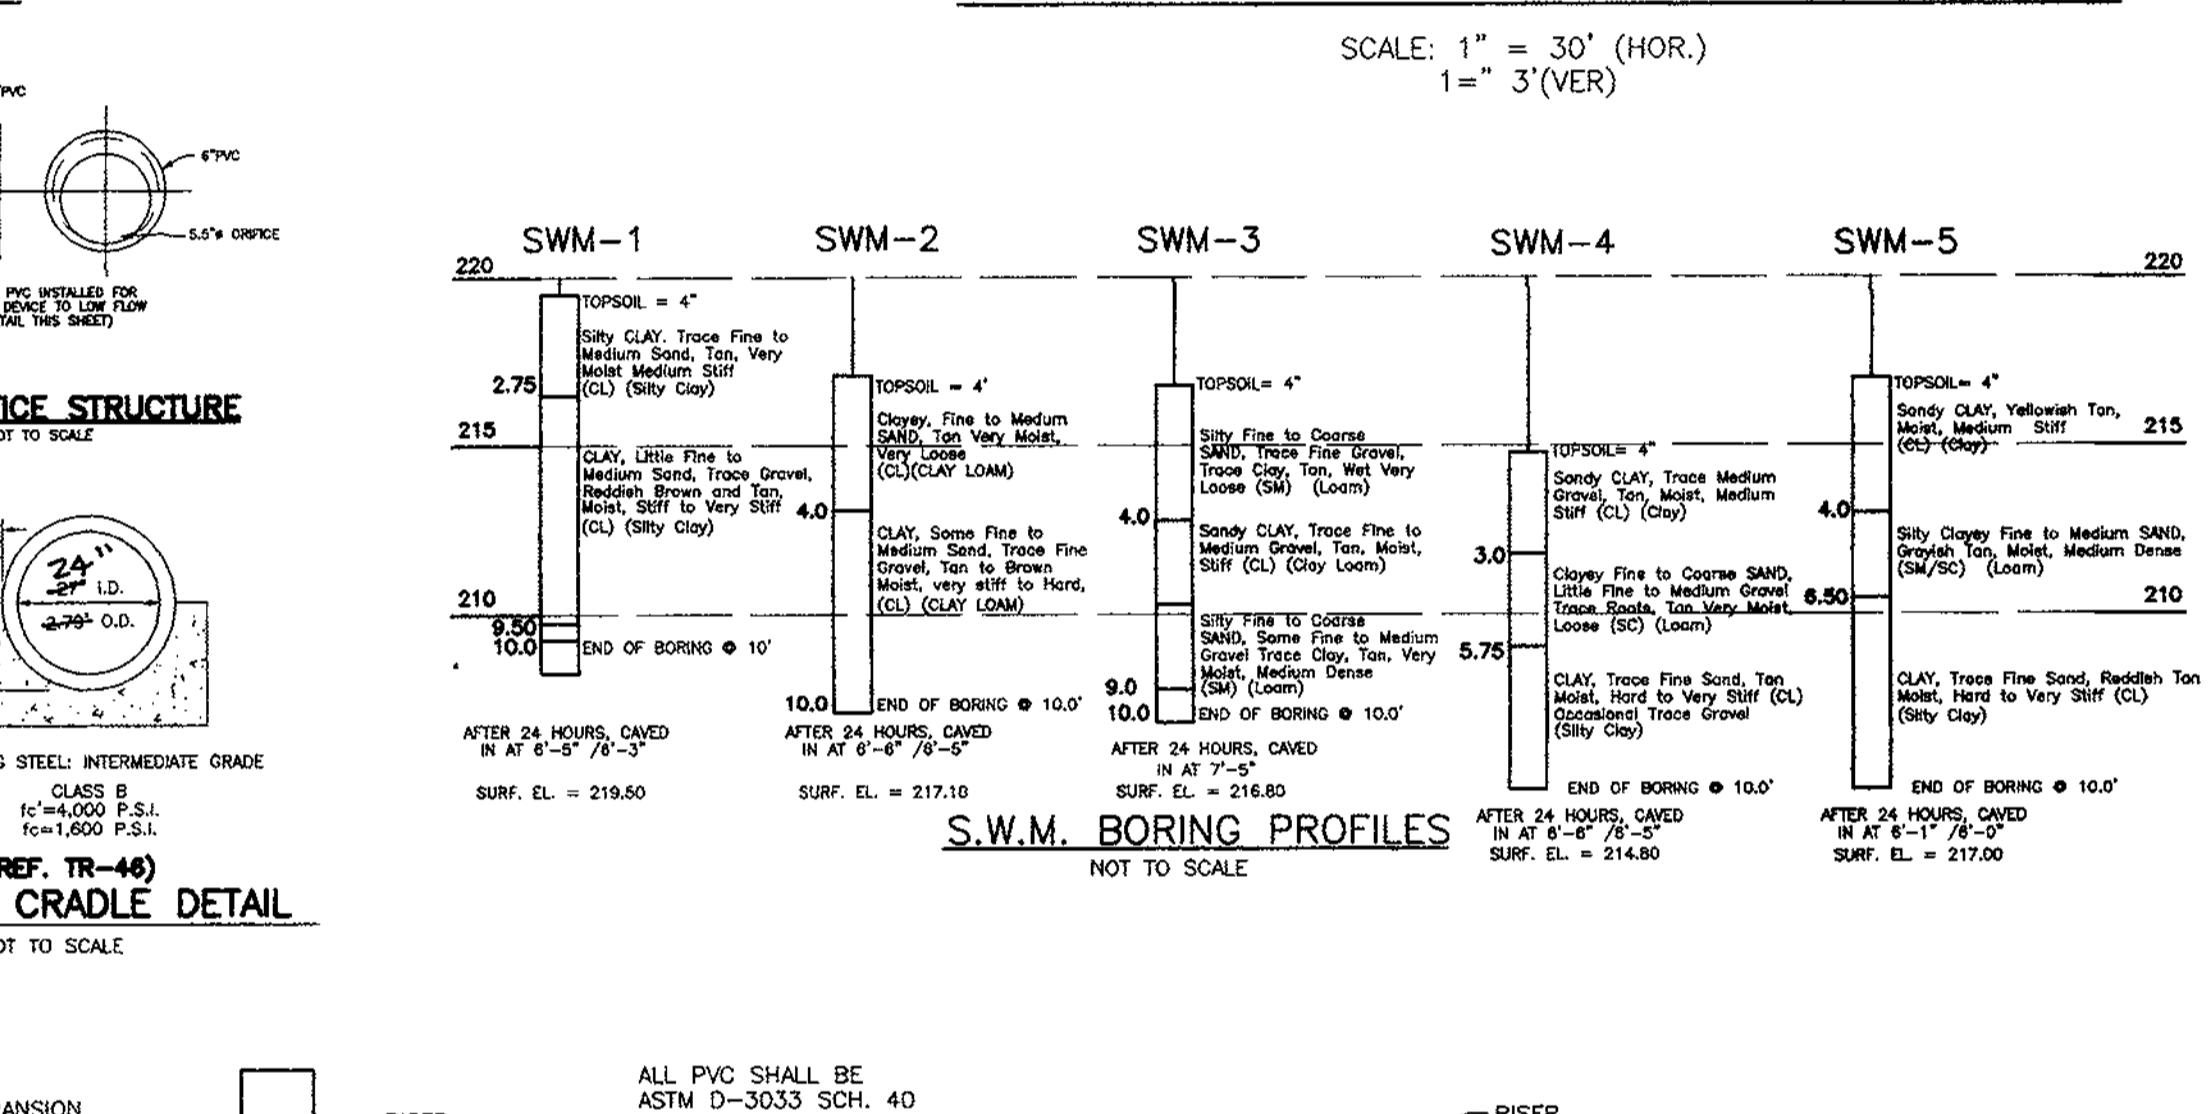 SCALE: 1" = 30' (HOR.)
1=" 3'(VER)
PVC
6"PVC
5.5"ø ORIFICE
PVC INSTALLED FOR
DEVICE TO LOW FLOW
TAIL THIS SHEET)
ICE STRUCTURE
OT TO SCALE
24"
27" I.D.
2.79' O.D.
STEEL: INTERMEDIATE GRADE
CLASS B
fc'=4,000 P.S.I.
fc=1,600 P.S.I.
REF. TR-46)
CRADLE DETAIL
OT TO SCALE
220
215
210
SWM-1
TOPSOIL = 4"
Silty CLAY. Trace Fine to
Medium Sand, Tan, Very
Moist Medium Stiff
(CL) (Silty Clay)
2.75
CLAY, Little Fine to
Medium Sand, Trace Gravel,
Reddish Brown and Tan,
Moist, Stiff to Very Stiff
(CL) (Silty Clay)
9.50
10.0
END OF BORING @ 10'
AFTER 24 HOURS, CAVED
IN AT 6'-5" /6'-3"
SURF. EL. = 219.50
SWM-2
TOPSOIL = 4'
Clayey, Fine to Medum
SAND, Tan Very Moist,
Very Loose
(CL)(CLAY LOAM)
4.0
CLAY, Some Fine to
Medium Sand, Trace Fine
Gravel, Tan to Brown
Moist, very stiff to Hard,
(CL) (CLAY LOAM)
10.0
END OF BORING @ 10.0'
AFTER 24 HOURS, CAVED
IN AT 6'-6" /6'-5"
SURF. EL. = 217.10
SWM-3
TOPSOIL= 4"
Silty Fine to Coarse
SAND, Trace Fine Gravel,
Trace Clay, Tan, Wet Very
Loose (SM) (Loam)
4.0
Sandy CLAY, Trace Fine to
Medium Gravel, Tan, Moist,
Stiff (CL) (Clay Loam)
Silty Fine to Coarse
SAND, Some Fine to Medium
Gravel Trace Clay, Tan, Very
Moist, Medium Dense
(SM) (Loam)
9.0
10.0
END OF BORING @ 10.0'
AFTER 24 HOURS, CAVED
IN AT 7'-5"
SURF. EL. = 216.80
SWM-4
TOPSOIL= 4"
Sandy CLAY, Trace Medium
Gravel, Tan, Moist, Medium
Stiff (CL) (Clay)
3.0
Clayey Fine to Coarse SAND,
Little Fine to Medium Gravel
Trace Roots, Tan Very Moist,
Loose (SC) (Loam)
5.75
CLAY, Trace Fine Sand, Tan
Moist, Hard to Very Stiff (CL)
Occasional Trace Gravel
(Silty Clay)
END OF BORING @ 10.0'
AFTER 24 HOURS, CAVED
IN AT 6'-6" /6'-5"
SURF. EL. = 214.80
SWM-5
TOPSOIL= 4"
Sandy CLAY, Yellowish Tan,
Moist, Medium Stiff
(CL) (Clay)
4.0
Silty Clayey Fine to Medium SAND,
Grayish Tan, Moist, Medium Dense
(SM/SC) (Loam)
6.50
CLAY, Trace Fine Sand, Reddish Tan
Moist, Hard to Very Stiff (CL)
(Silty Clay)
END OF BORING @ 10.0'
AFTER 24 HOURS, CAVED
IN AT 6'-1" /6'-0"
SURF. EL. = 217.00
220
215
210
S.W.M. BORING PROFILES
NOT TO SCALE
ANSION
ALL PVC SHALL BE
ASTM D-3033 SCH. 40
RISER